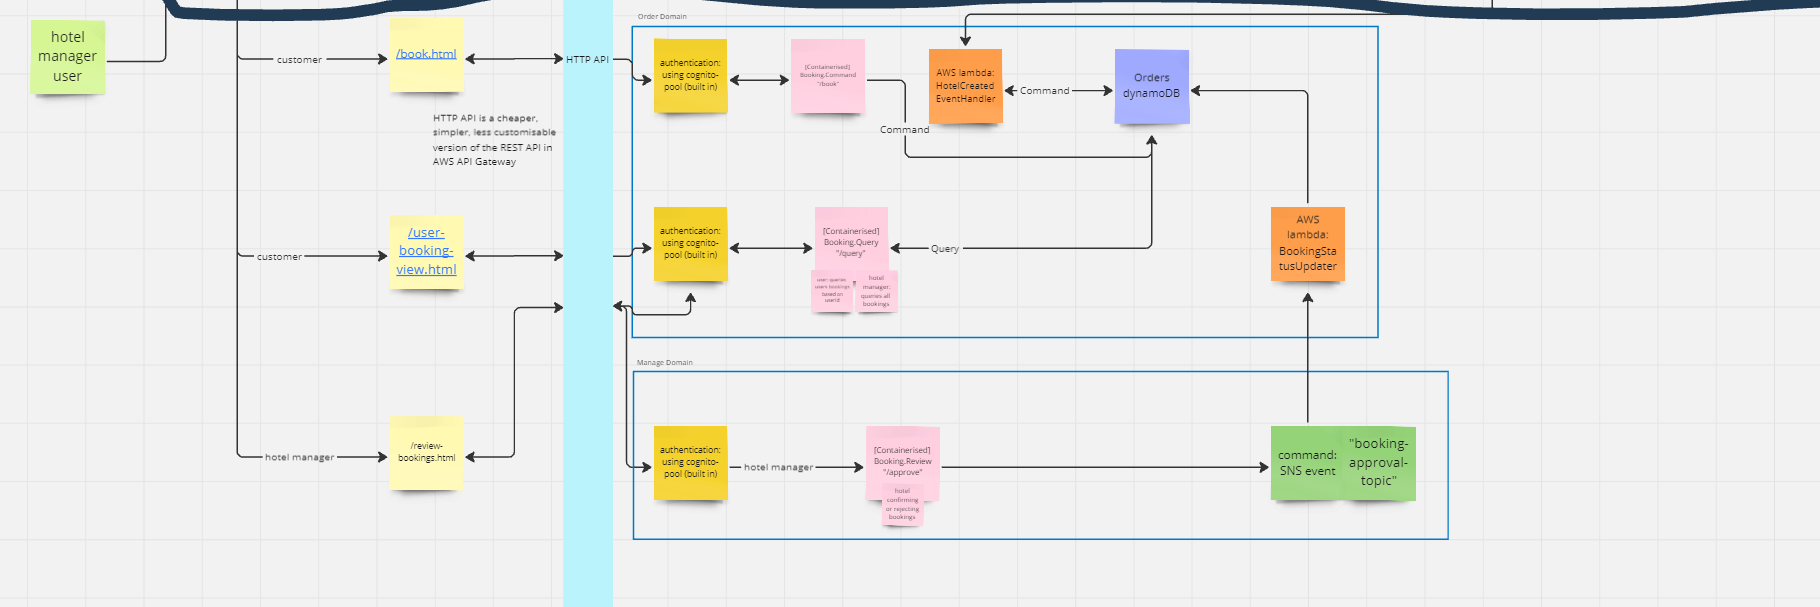 hotel
manager
user
customer
/book.html
HTTP API
HTTP API is a cheaper,
simpler, less customisable
version of the REST API in
AWS API Gateway
customer
/user-
booking-
view.html
hotel manager
/review-
bookings.html
Order Domain
authentication:
using cognito-
pool (built in)
[Containerised]
Booking.Command
"/book"
Command
AWS lambda:
HotelCreated
EventHandler
Command
Orders
dynamoDB
authentication:
using cognito-
pool (built in)
[Containerised]
Booking.Query
"/query"
user: queries
users bookings
based on
userid
hotel
manager:
queries all
bookings
Query
AWS
lambda:
BookingSta
tusUpdater
Manage Domain
authentication:
using cognito-
pool (built in)
hotel manager
[Containerised]
Booking.Review
"/approve"
hotel
confirming
or rejecting
bookings
command:
SNS event
"booking-
approval-
topic"